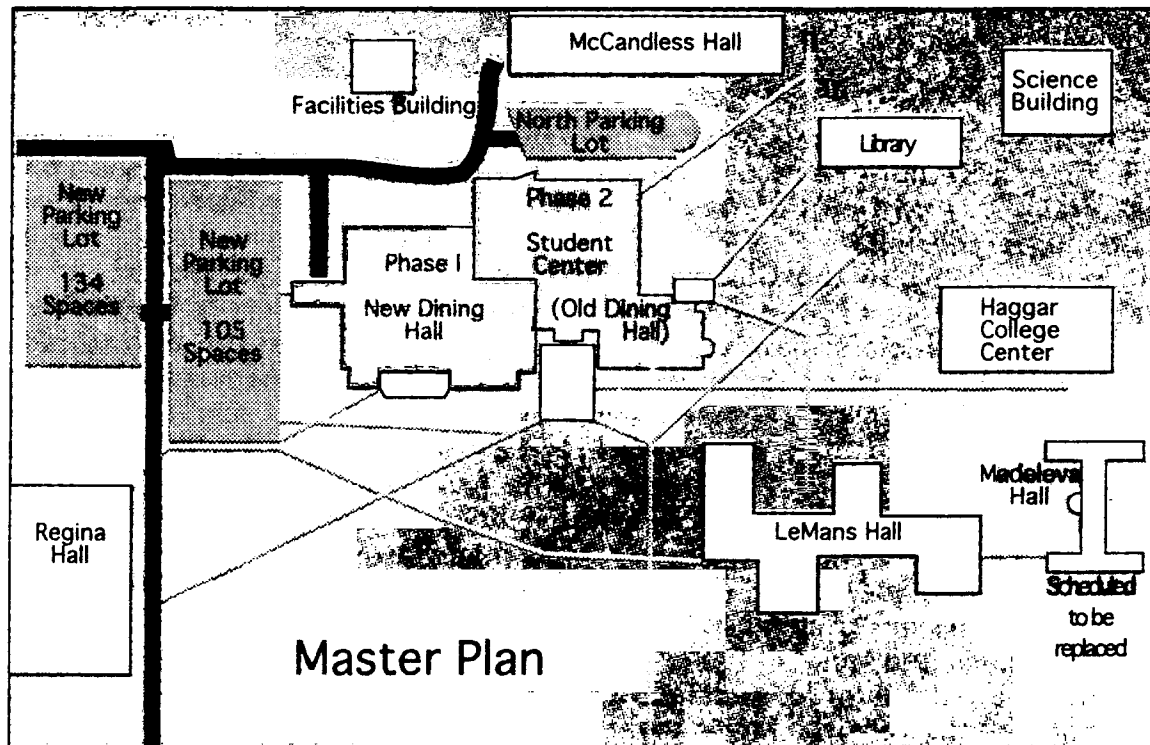 McCandless Hall
Facilities Building
North Parking
Lot
Science
Building
Library
New
Parking
Lot
134
Spaces
New
Parking
Lot
105
Spaces
Phase 2
Student
Center
(Old Dining
Hall)
Phase I
New Dining
Hall
Haggar
College
Center
Regina
Hall
LeMans Hall
Madeleva
Hall
Scheduled
to be
replaced
Master Plan